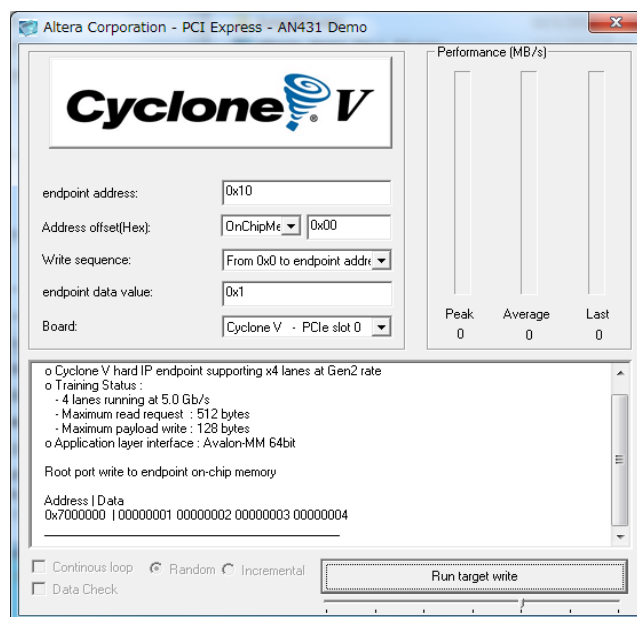 Altera Corporation - PCI Express - AN431 Demo
Performance (MB/s)
Cyclone ® V
endpoint address:
0x10
Address offset(Hex):
OnChipMe
0x00
Write sequence:
From 0x0 to endpoint addre
endpoint data value:
0x1
Board:
Cyclone V - PCIe slot 0
Peak Average Last
0 0 0
o Cyclone V hard IP endpoint supporting x4 lanes at Gen2 rate
o Training Status :
- 4 lanes running at 5.0 Gb/s
- Maximum read request : 512 bytes
- Maximum payload write : 128 bytes
o Application layer interface : Avalon-MM 64bit
Root port write to endpoint on-chip memory
Address | Data
0x7000000 | 00000001 00000002 00000003 00000004
Continous loop Random Incremental
Data Check
Run target write